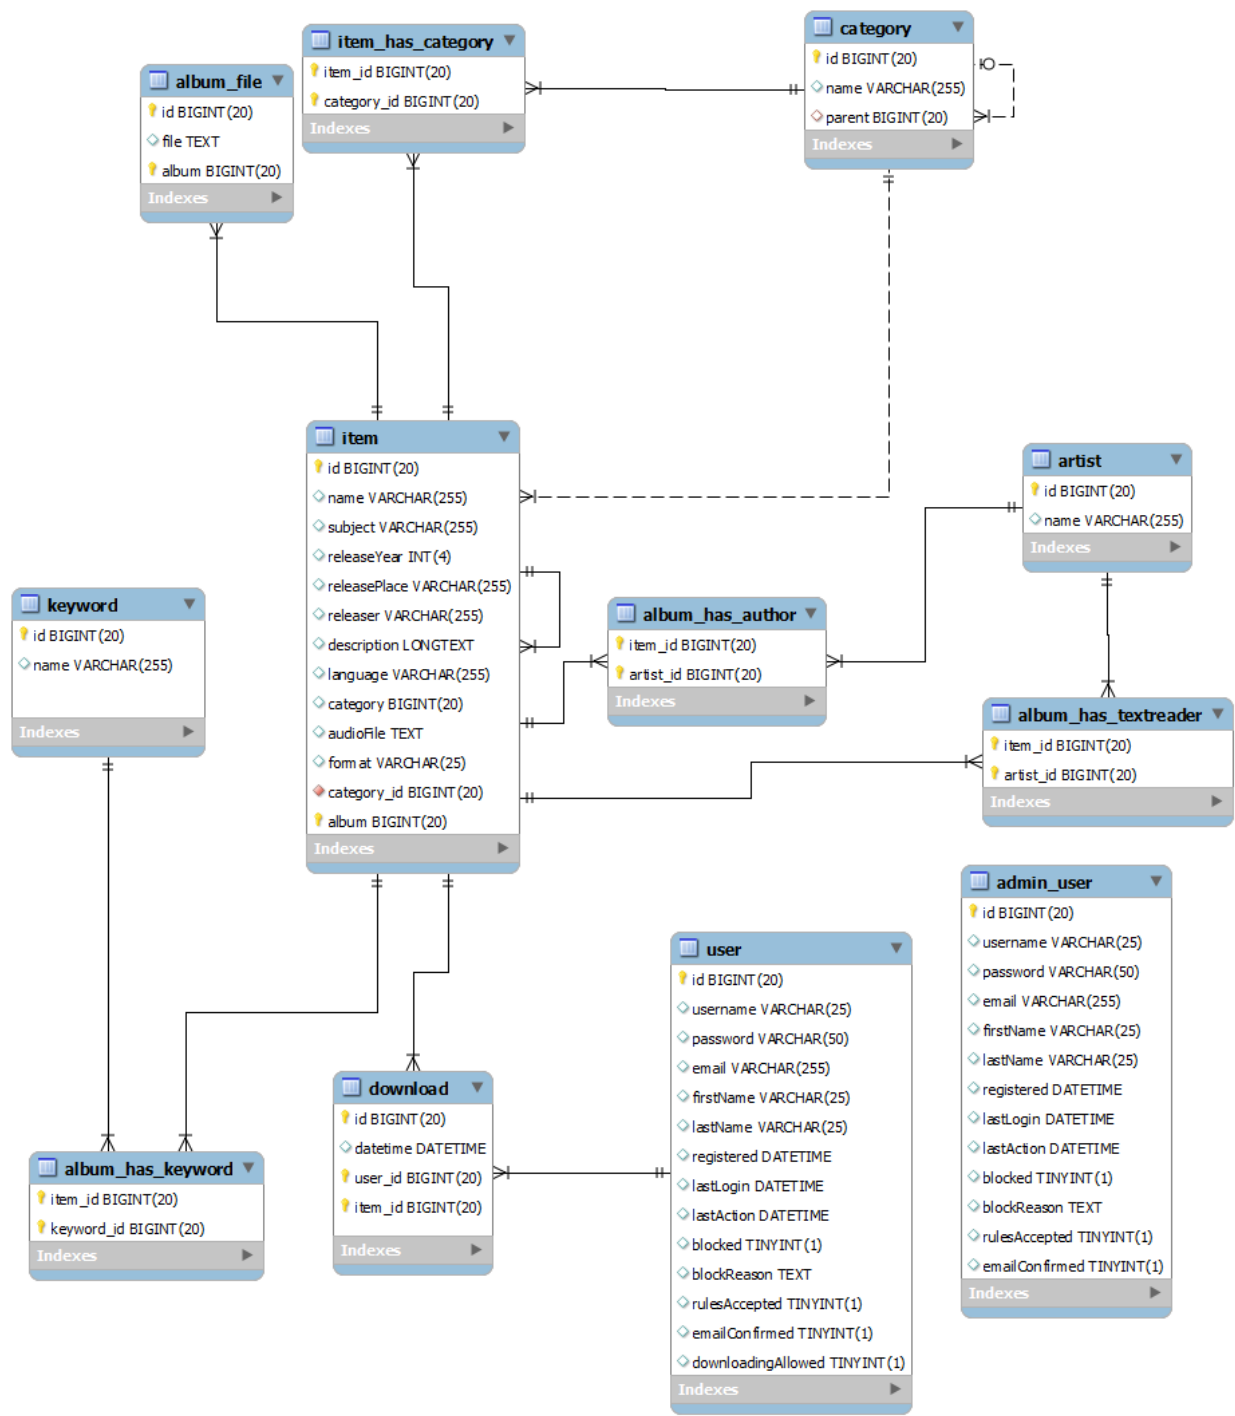 album_file
id BIGINT(20)
file TEXT
album BIGINT(20)
Indexes
item_has_category
item_id BIGINT(20)
category_id BIGINT(20)
Indexes
category
id BIGINT(20)
name VARCHAR(255)
parent BIGINT(20)
Indexes
item
id BIGINT(20)
name VARCHAR(255)
subject VARCHAR(255)
releaseYear INT(4)
releasePlace VARCHAR(255)
releaser VARCHAR(255)
description LONGTEXT
language VARCHAR(255)
category BIGINT(20)
audioFile TEXT
format VARCHAR(25)
category_id BIGINT(20)
album BIGINT(20)
Indexes
artist
id BIGINT(20)
name VARCHAR(255)
Indexes
keyword
id BIGINT(20)
name VARCHAR(255)
Indexes
album_has_author
item_id BIGINT(20)
artist_id BIGINT(20)
Indexes
album_has_textreader
item_id BIGINT(20)
artist_id BIGINT(20)
Indexes
album_has_keyword
item_id BIGINT(20)
keyword_id BIGINT(20)
Indexes
download
id BIGINT(20)
datetime DATETIME
user_id BIGINT(20)
item_id BIGINT(20)
Indexes
user
id BIGINT(20)
username VARCHAR(25)
password VARCHAR(50)
email VARCHAR(255)
firstName VARCHAR(25)
lastName VARCHAR(25)
registered DATETIME
lastLogin DATETIME
lastAction DATETIME
blocked TINYINT(1)
blockReason TEXT
rulesAccepted TINYINT(1)
emailConfirmed TINYINT(1)
downloadingAllowed TINYINT(1)
Indexes
admin_user
id BIGINT(20)
username VARCHAR(25)
password VARCHAR(50)
email VARCHAR(255)
firstName VARCHAR(25)
lastName VARCHAR(25)
registered DATETIME
lastLogin DATETIME
lastAction DATETIME
blocked TINYINT(1)
blockReason TEXT
rulesAccepted TINYINT(1)
emailConfirmed TINYINT(1)
Indexes